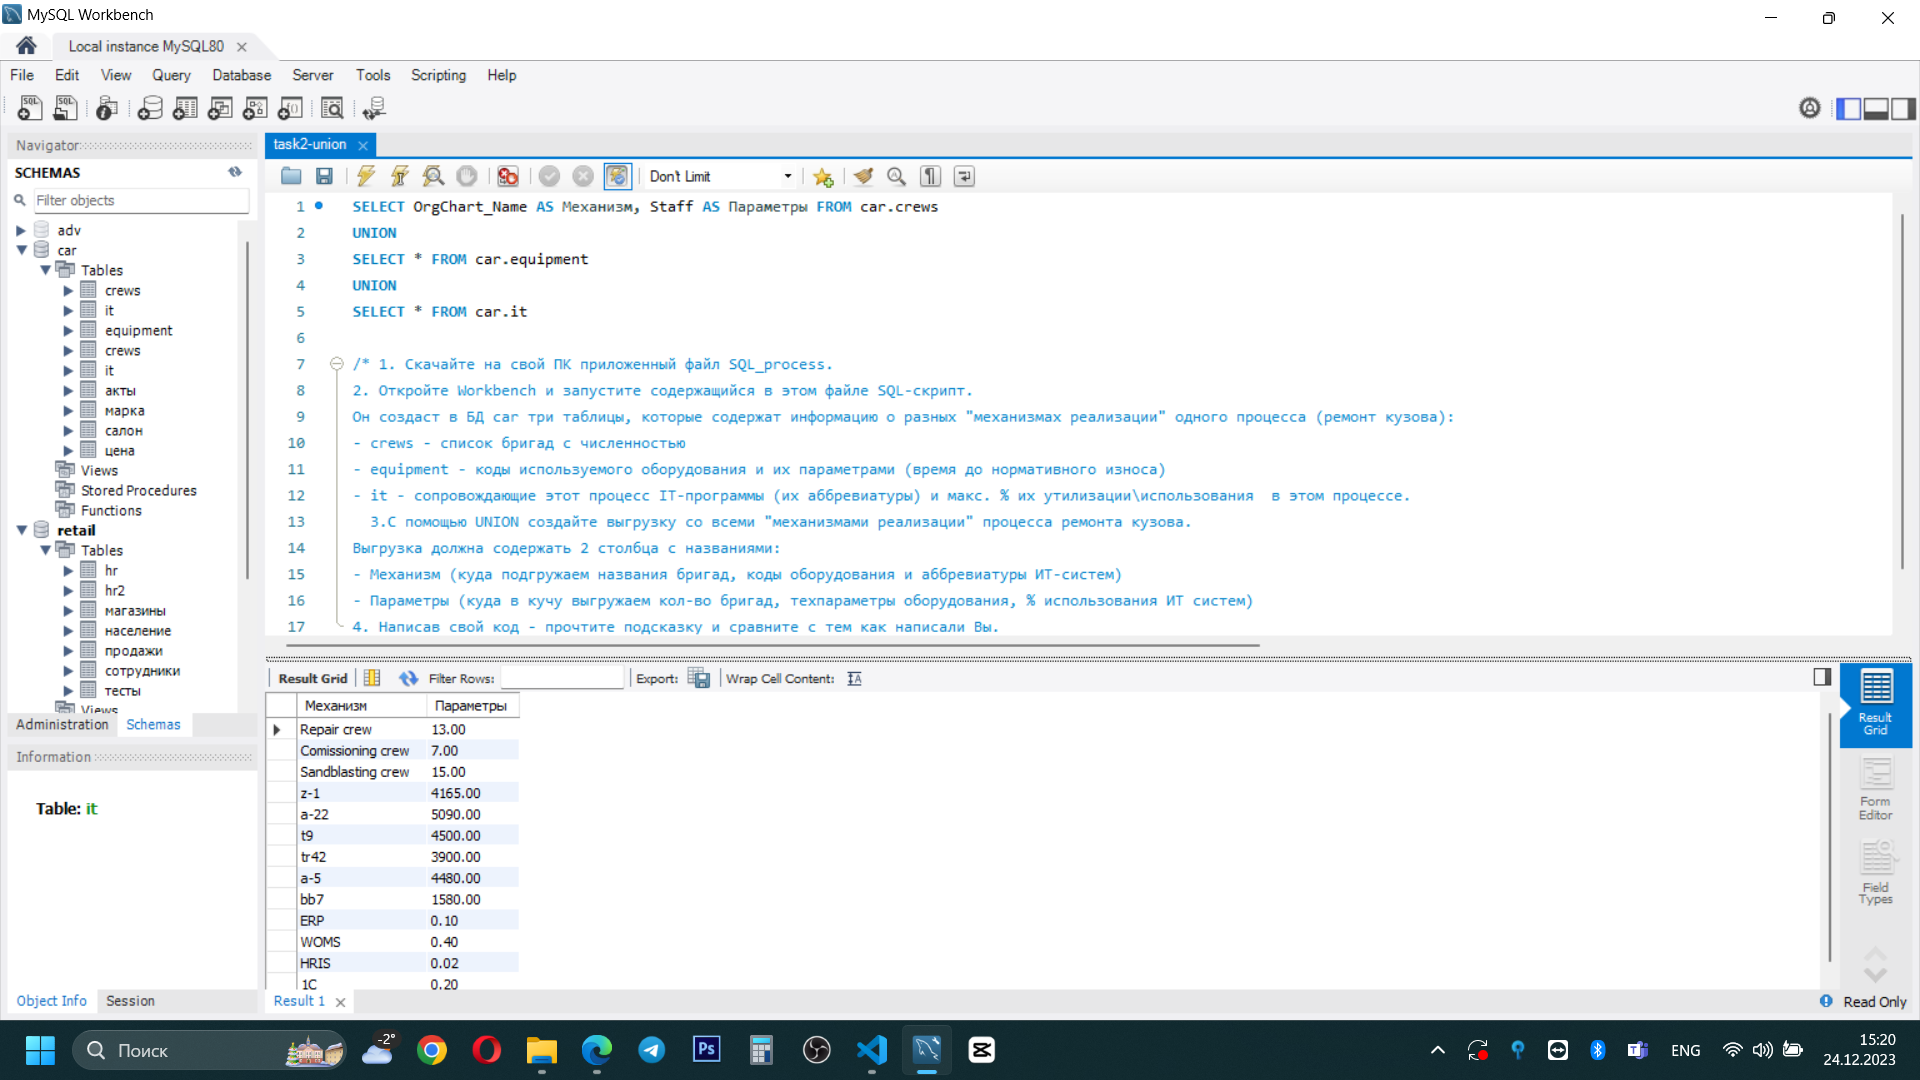 MySQL Workbench
Local instance MySQL80
File Edit View Query Database Server Tools Scripting Help
Navigator
SCHEMAS
Filter objects
adv
car
Tables
crews
it
equipment
crews
it
акты
марка
салон
цена
Views
Stored Procedures
Functions
retail
Tables
hr
hr2
магазины
население
продажи
сотрудники
тесты
Views
Administration Schemas
Information
Table: it
Object Info Session
task2-union
Don't Limit
1 SELECT OrgChart_Name AS Механизм, Staff AS Параметры FROM car.crews
2 UNION
3 SELECT * FROM car.equipment
4 UNION
5 SELECT * FROM car.it
6
7 /* 1. Скачайте на свой ПК приложенный файл SQL_process.
8 2. Откройте Workbench и запустите содержащийся в этом файле SQL-скрипт.
9 Он создаст в БД car три таблицы, которые содержат информацию о разных "механизмах реализации" одного процесса (ремонт кузова):
10 - crews - список бригад с численностью
11 - equipment - коды используемого оборудования и их параметрами (время до нормативного износа)
12 - it - сопровождающие этот процесс IT-программы (их аббревиатуры) и макс. % их утилизации\использования в этом процессе.
13 3.С помощью UNION создайте выгрузку со всеми "механизмами реализации" процесса ремонта кузова.
14 Выгрузка должна содержать 2 столбца с названиями:
15 - Механизм (куда подгружаем названия бригад, коды оборудования и аббревиатуры ИТ-систем)
16 - Параметры (куда в кучу выгружаем кол-во бригад, техпараметры оборудования, % использования ИТ систем)
17 4. Написав свой код - прочтите подсказку и сравните с тем как написали Вы.
Result Grid Filter Rows: Export: Wrap Cell Content:
Механизм Параметры
Repair crew 13.00
Comissioning crew 7.00
Sandblasting crew 15.00
z-1 4165.00
a-22 5090.00
t9 4500.00
tr42 3900.00
a-5 4480.00
bb7 1580.00
ERP 0.10
WOMS 0.40
HRIS 0.02
1C 0.20
Result Grid
Form Editor
Field Types
Result 1
Read Only
Поиск
-2°
Ps
ENG
15:20
24.12.2023